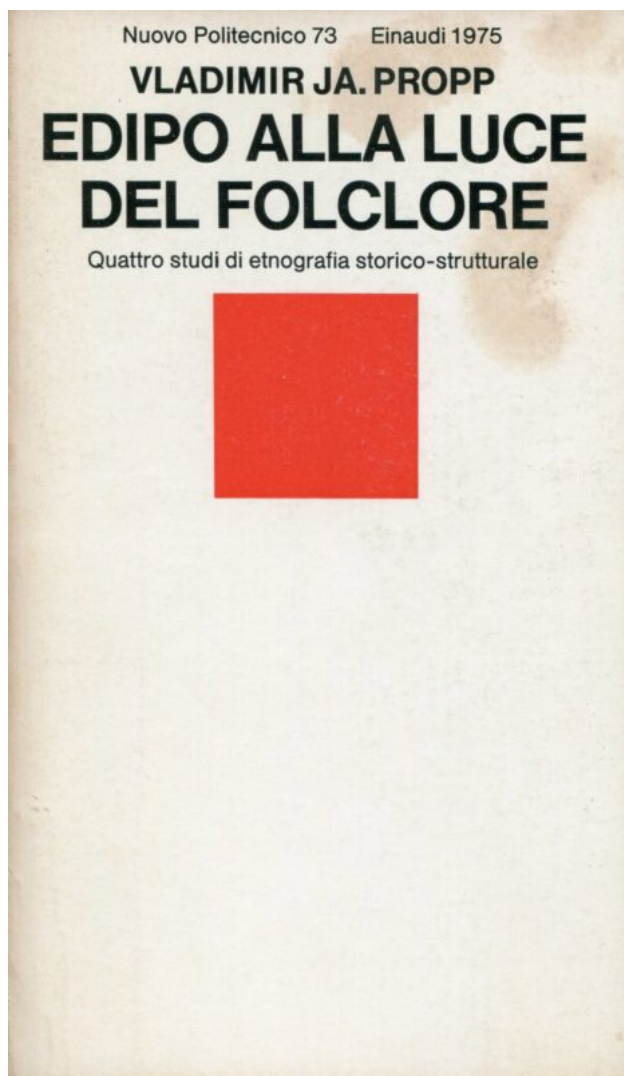 Nuovo Politecnico 73 Einaudi 1975
VLADIMIR JA. PROPP
EDIPO ALLA LUCE
DEL FOLCLORE
Quattro studi di etnografia storico-strutturale